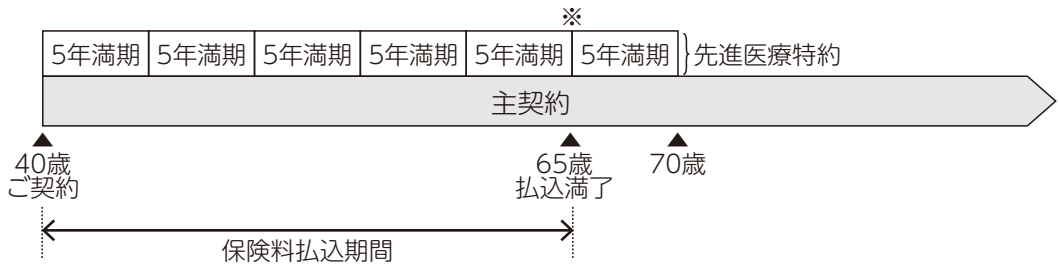 ※
5年満期 5年満期 5年満期 5年満期 5年満期 5年満期 先進医療特約
主契約
40歳 65歳 70歳
ご契約 払込満了
保険料払込期間